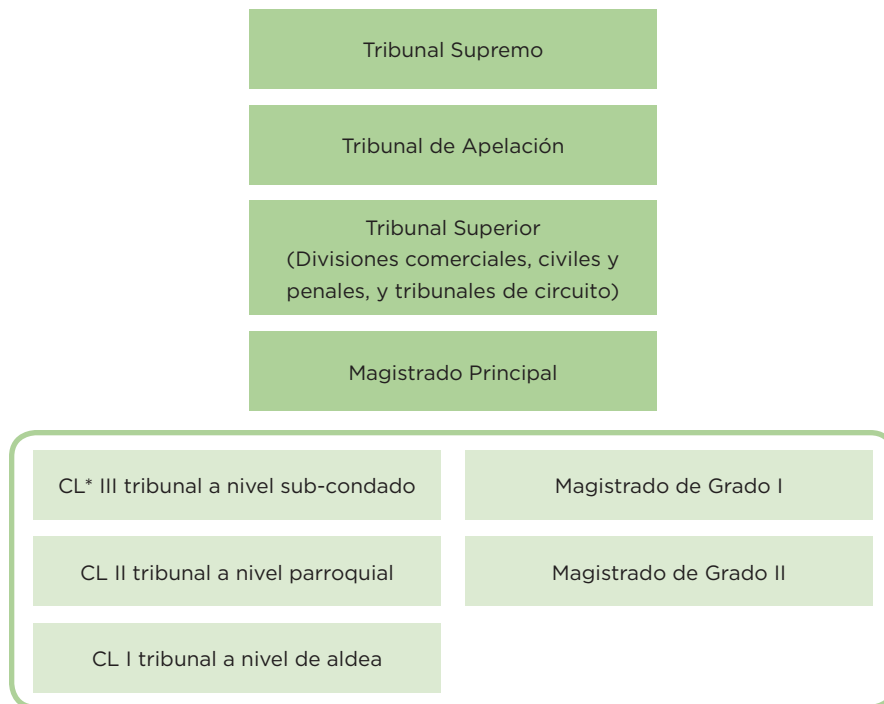 Tribunal Supremo
Tribunal de Apelación
Tribunal Superior
(Divisiones comerciales, civiles y
penales, y tribunales de circuito)
Magistrado Principal
CL* III tribunal a nivel sub-condado
Magistrado de Grado I
CL II tribunal a nivel parroquial
Magistrado de Grado II
CL I tribunal a nivel de aldea